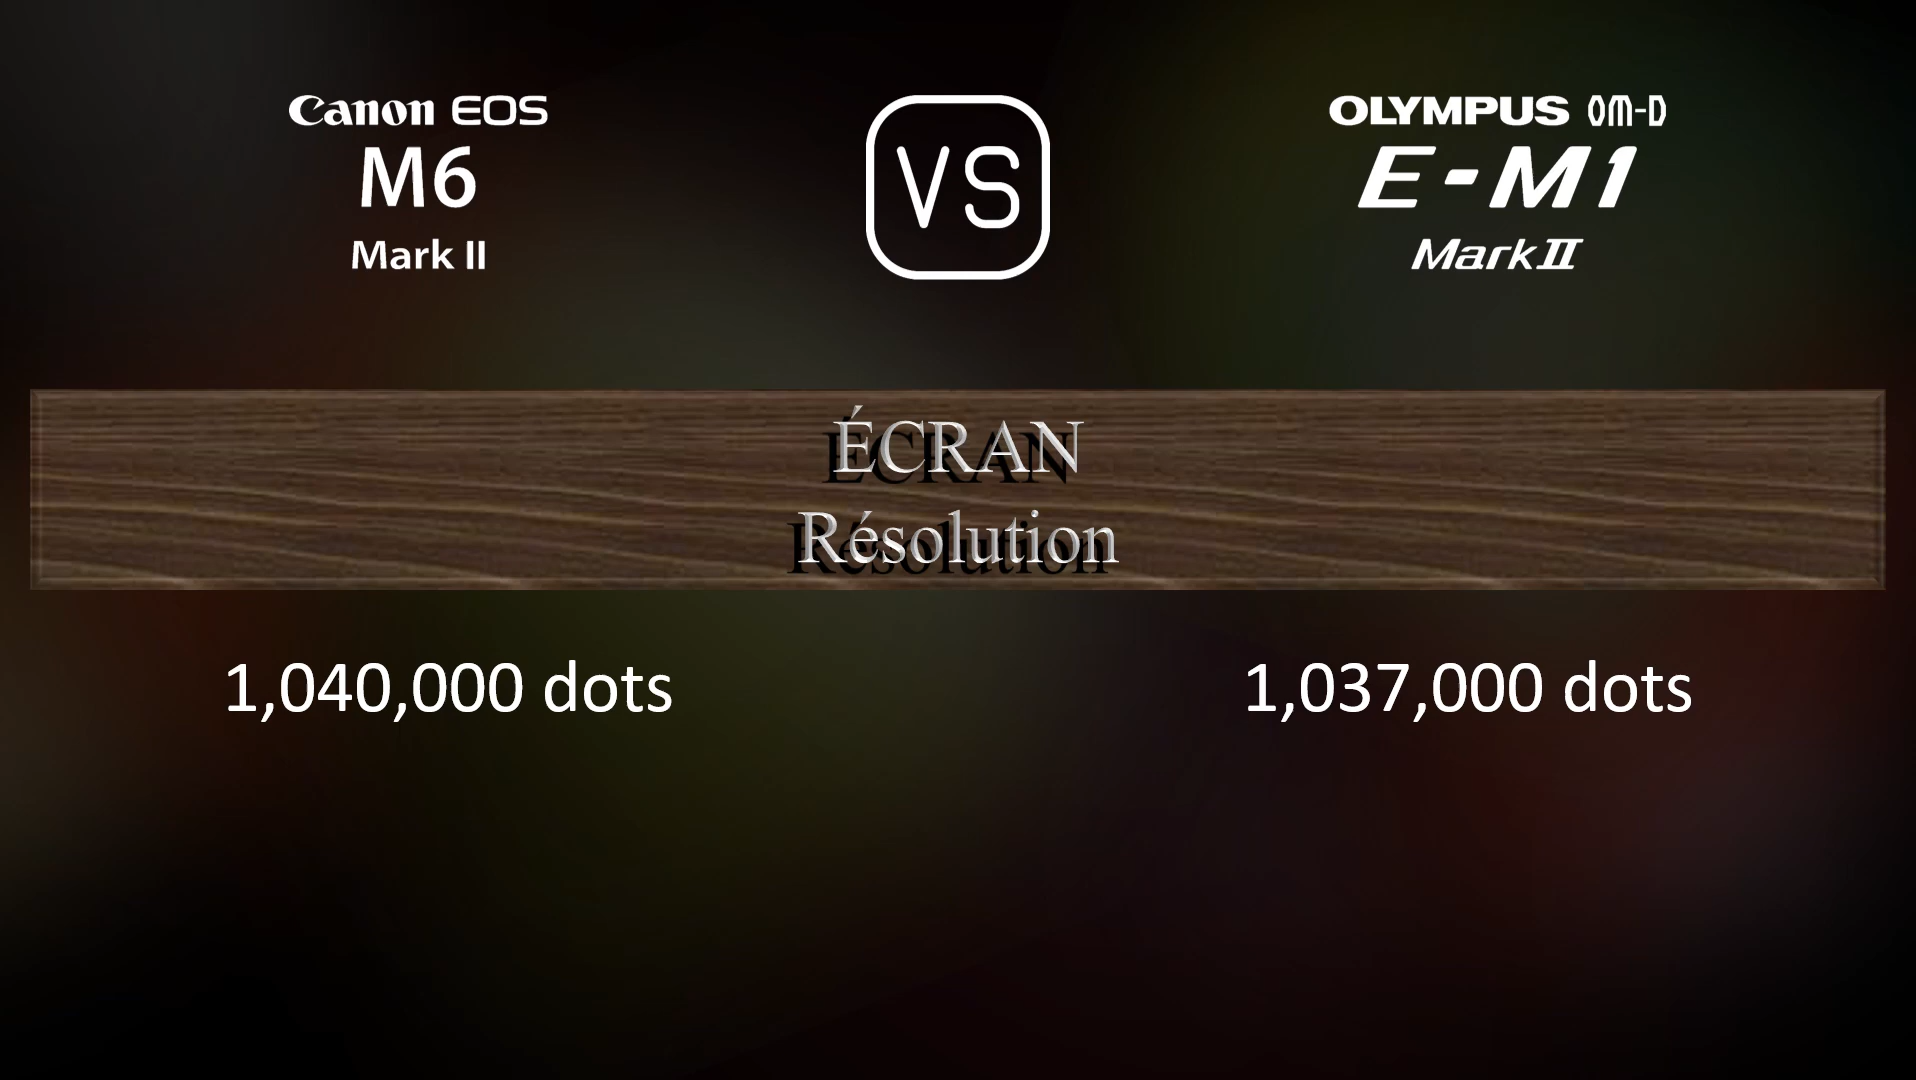 Canon EOS
M6
Mark II
VS
OLYMPUS OM-D
E-M1
Mark II
ÉCRAN
Résolution
1,040,000 dots
1,037,000 dots